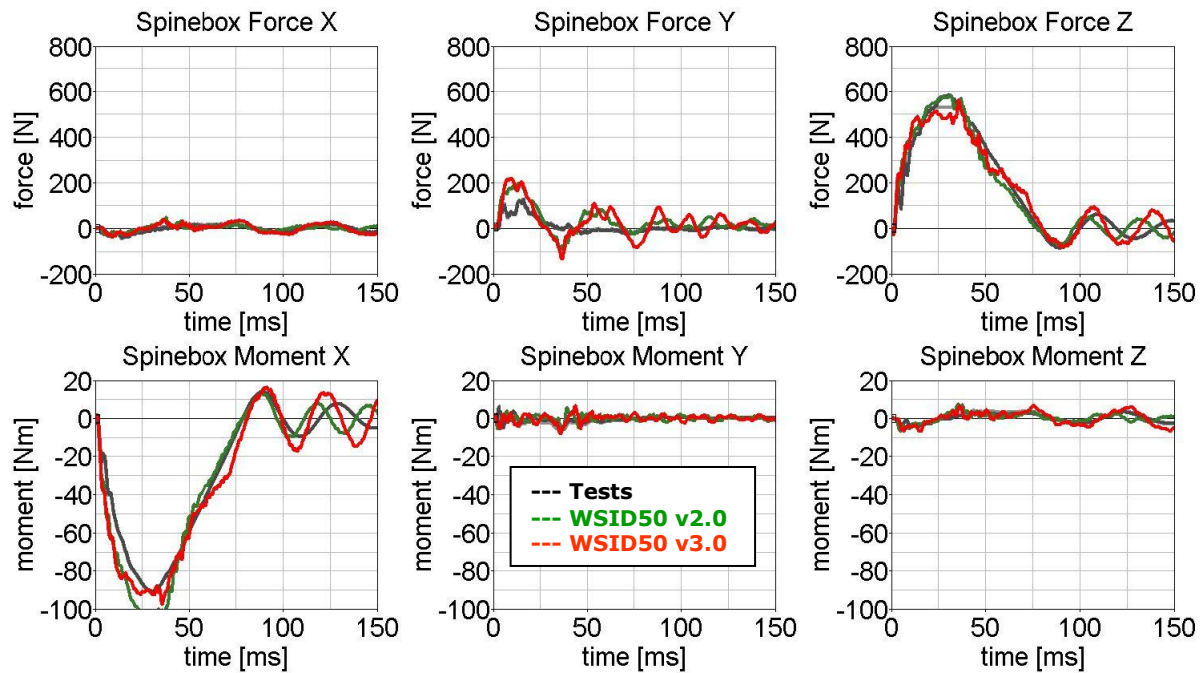 Spinebox Force X
Spinebox Force Y
Spinebox Force Z
force [N]
800
600
400
200
0
-200
0 50 100 150
time [ms]
force [N]
800
600
400
200
0
-200
0 50 100 150
time [ms]
force [N]
800
600
400
200
0
-200
0 50 100 150
time [ms]
Spinebox Moment X
Spinebox Moment Y
Spinebox Moment Z
moment [Nm]
20
0
-20
-40
-60
-80
-100
0 50 100 150
time [ms]
moment [Nm]
20
0
-20
-40
-60
-80
-100
0 50 100 150
time [ms]
--- Tests
--- WSID50 v2.0
--- WSID50 v3.0
moment [Nm]
20
0
-20
-40
-60
-80
-100
0 50 100 150
time [ms]